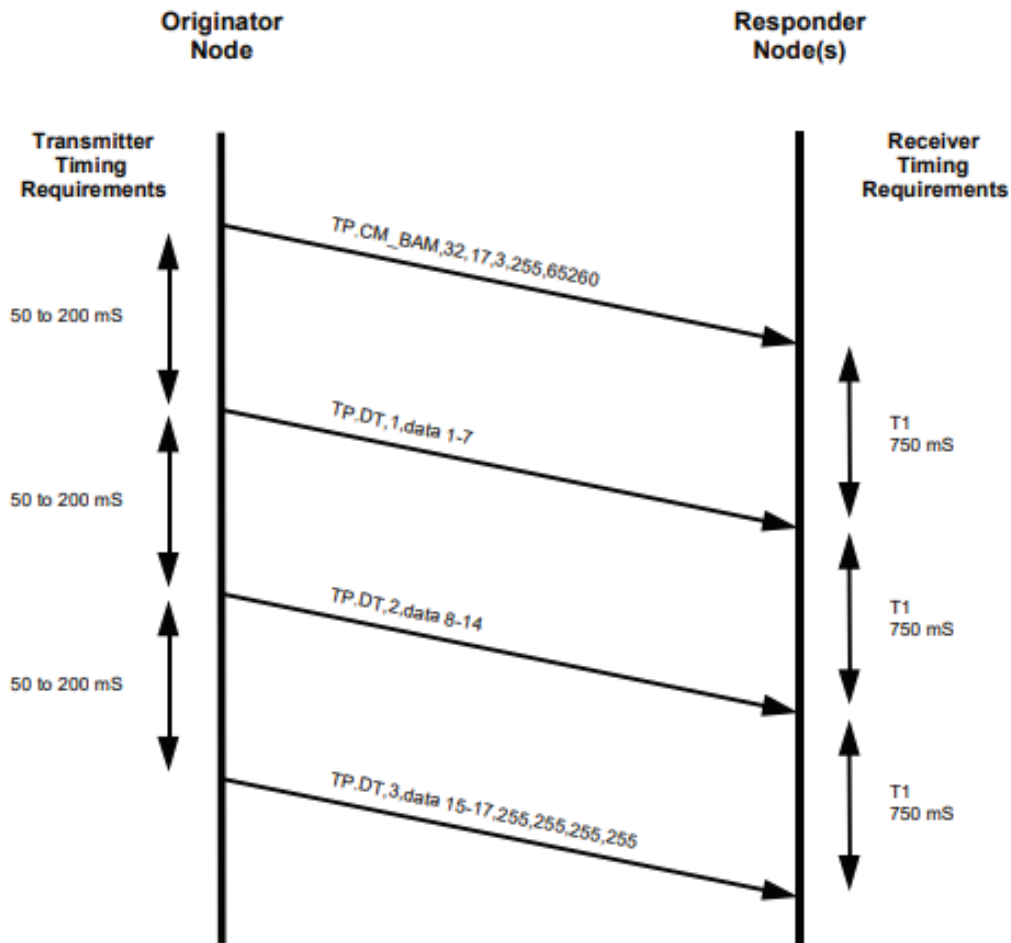 Originator
Node
Responder
Node(s)
Transmitter
Timing
Requirements
Receiver
Timing
Requirements
TP.CM_BAM,32,17,3,255,65260
50 to 200 mS
T1
750 mS
TP.DT,1,data 1-7
50 to 200 mS
T1
750 mS
TP.DT,2,data 8-14
50 to 200 mS
T1
750 mS
TP.DT,3,data 15-17,255,255,255,255